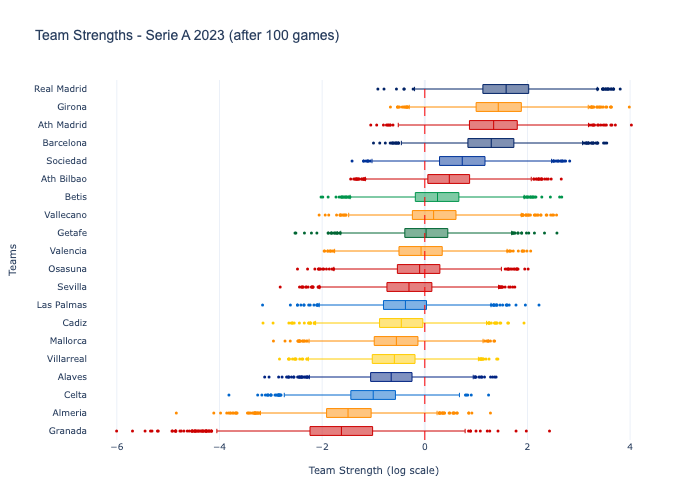 Team Strengths - Serie A 2023 (after 100 games)
Real Madrid
Girona
Ath Madrid
Barcelona
Sociedad
Ath Bilbao
Betis
Vallecano
Getafe
Valencia
Osasuna
Sevilla
Las Palmas
Cadiz
Mallorca
Villarreal
Alaves
Celta
Almeria
Granada
Teams
−6 −4 −2 0 2 4
Team Strength (log scale)